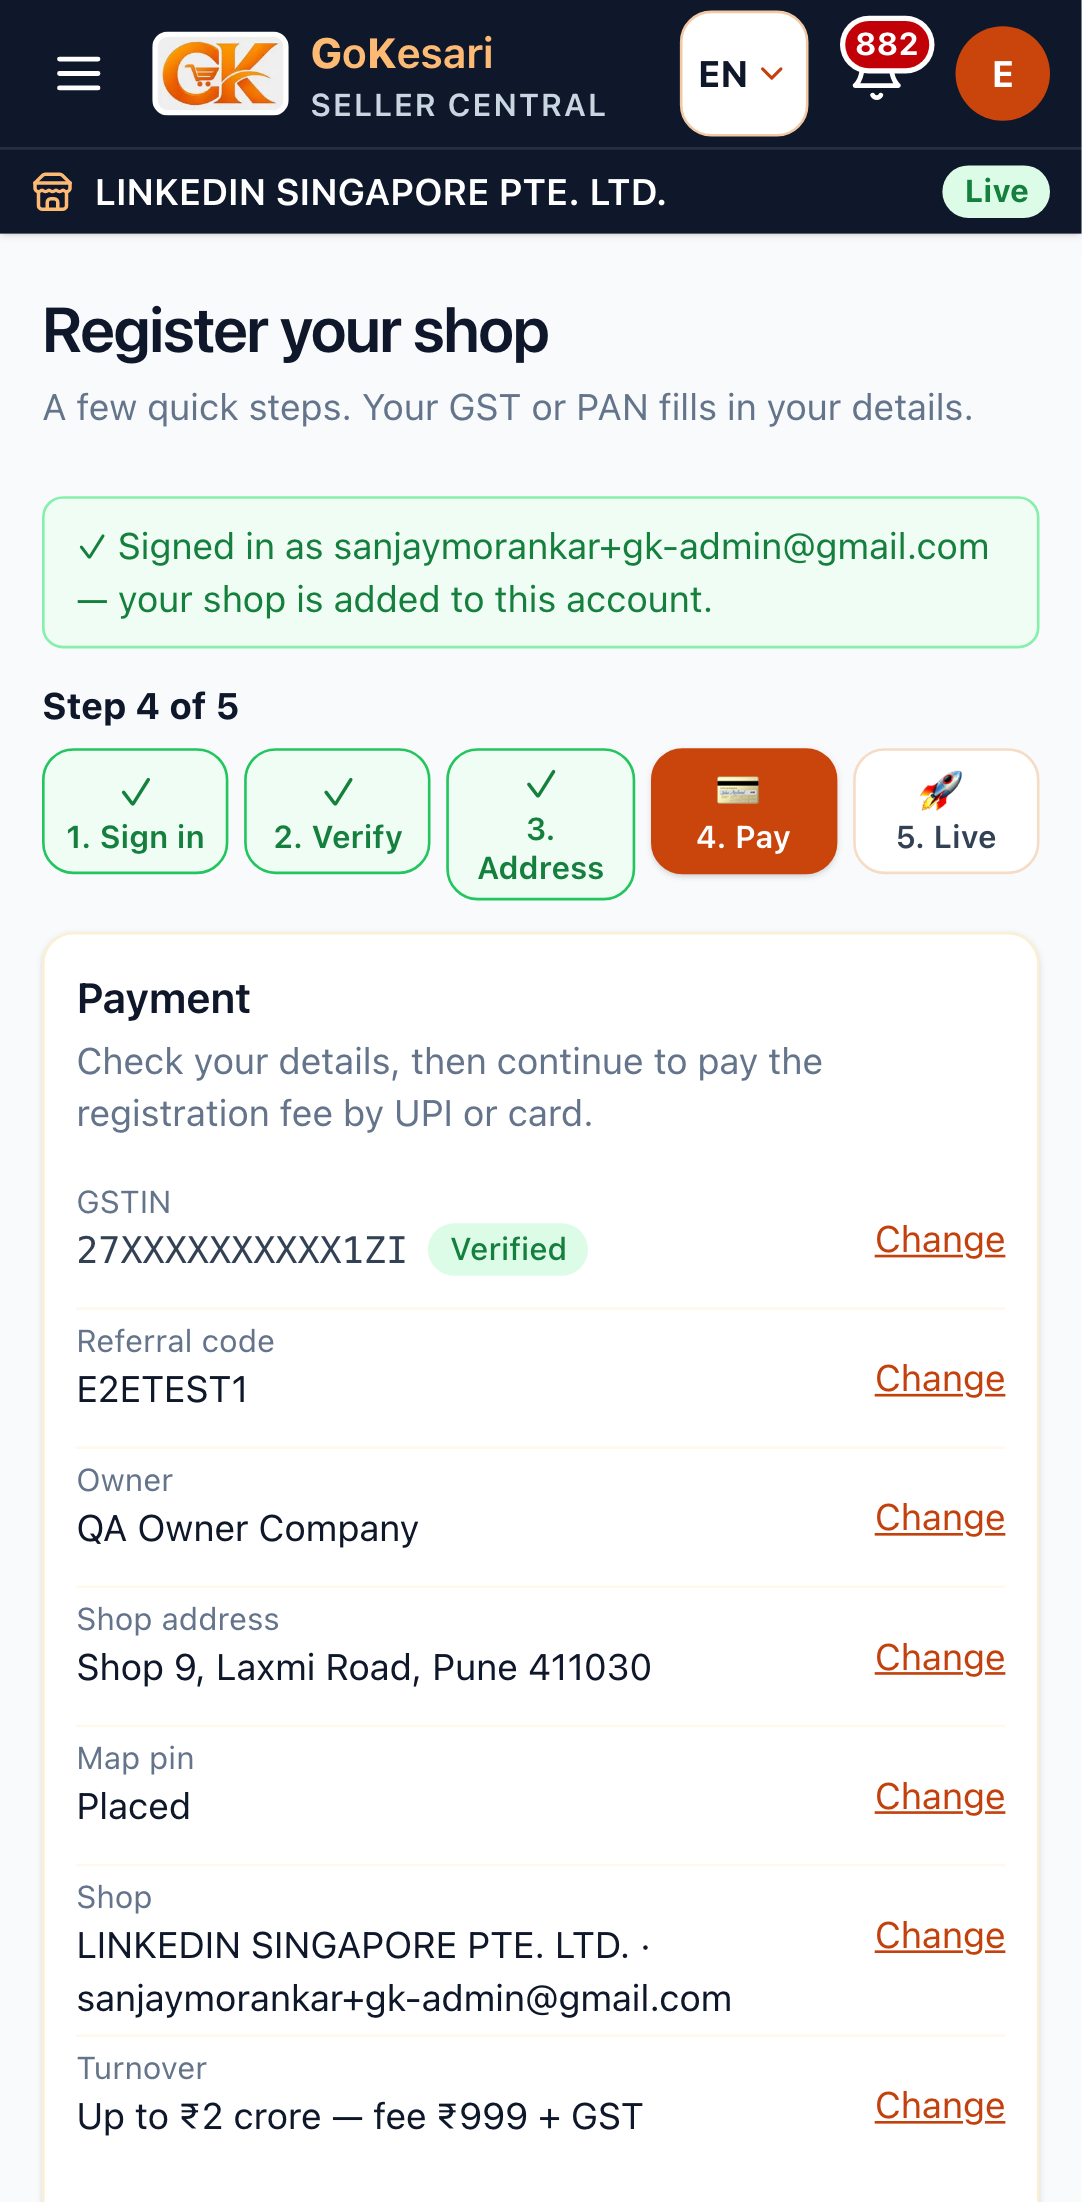 GK
GoKesari
SELLER CENTRAL
EN
882
E
LINKEDIN SINGAPORE PTE. LTD.
Live
Register your shop
A few quick steps. Your GST or PAN fills in your details.
✓ Signed in as sanjaymorankar+gk-admin@gmail.com
— your shop is added to this account.
Step 4 of 5
✓
1. Sign in
✓
2. Verify
✓
3.
Address
4. Pay
5. Live
Payment
Check your details, then continue to pay the
registration fee by UPI or card.
GSTIN
27XXXXXXXXXX1ZI Verified
Change
Referral code
E2ETEST1
Change
Owner
QA Owner Company
Change
Shop address
Shop 9, Laxmi Road, Pune 411030
Change
Map pin
Placed
Change
Shop
LINKEDIN SINGAPORE PTE. LTD. ·
sanjaymorankar+gk-admin@gmail.com
Change
Turnover
Up to ₹2 crore — fee ₹999 + GST
Change